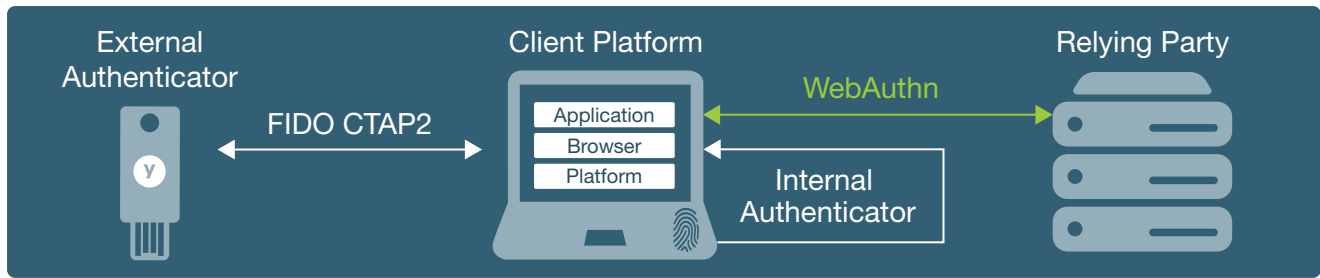 External
Authenticator
Client Platform
Relying Party
FIDO CTAP2
WebAuthn
Application
Browser
Platform
Internal
Authenticator
y